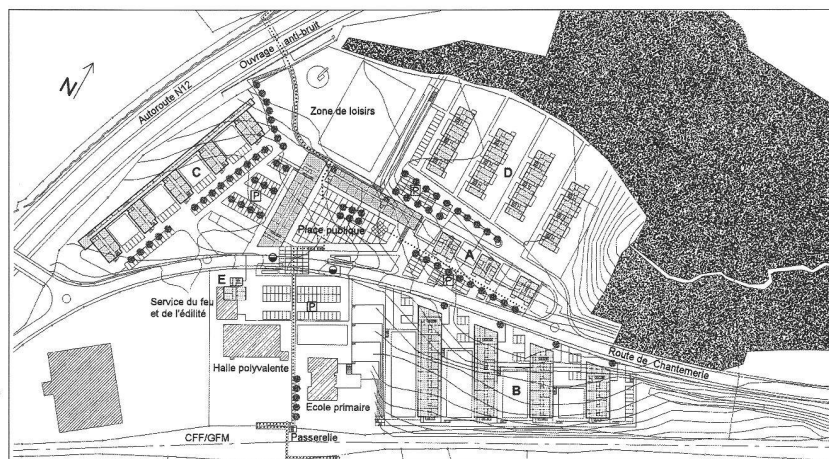 Ouvrage anti-bruit
Autoroute N12
N
Zone de loisirs
C
D
P
P
Place publique
A
P
E
Service du feu
et de l'édilité
P
Halle polyvalente
Ecole primaire
B
Route de Chantemerle
CFF/GFM
Passerelle